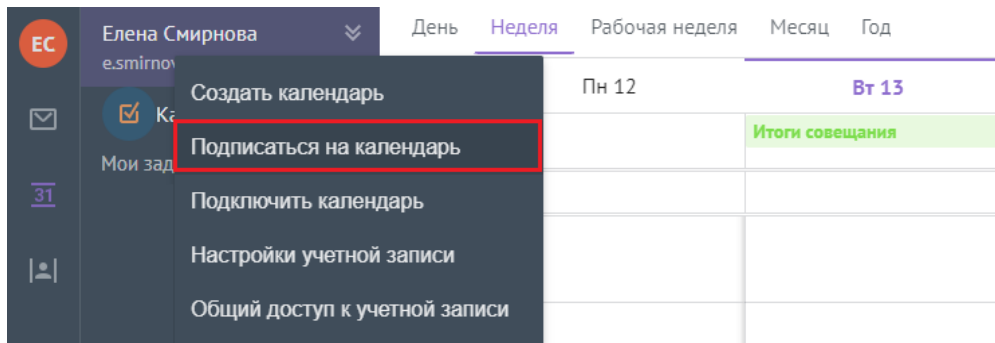 ЕС
Елена Смирнова
День Неделя Рабочая неделя Месяц Год
Пн 12
Вт 13
Создать календарь
Итоги совещания
Подписаться на календарь
31
Подключить календарь
Настройки учетной записи
Общий доступ к учетной записи